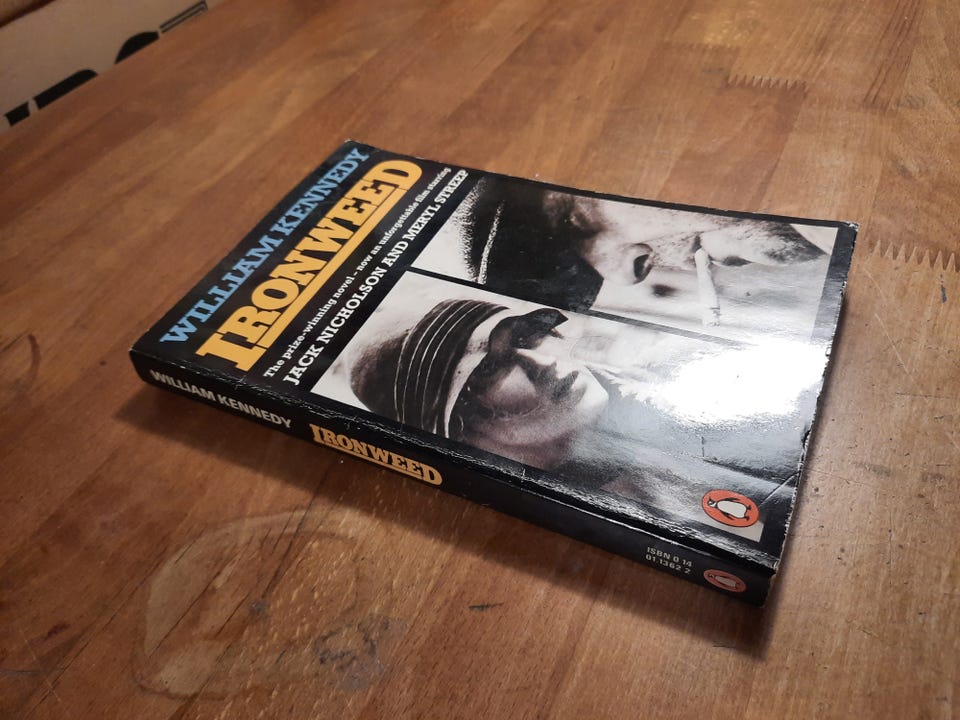 WILLIAM KENNEDY
IRONWEED
The prize-winning novel - now an unforgettable film starring
JACK NICHOLSON AND MERYL STREEP
WILLIAM KENNEDY IRONWEED
ISBN 0 14
01.1362 2